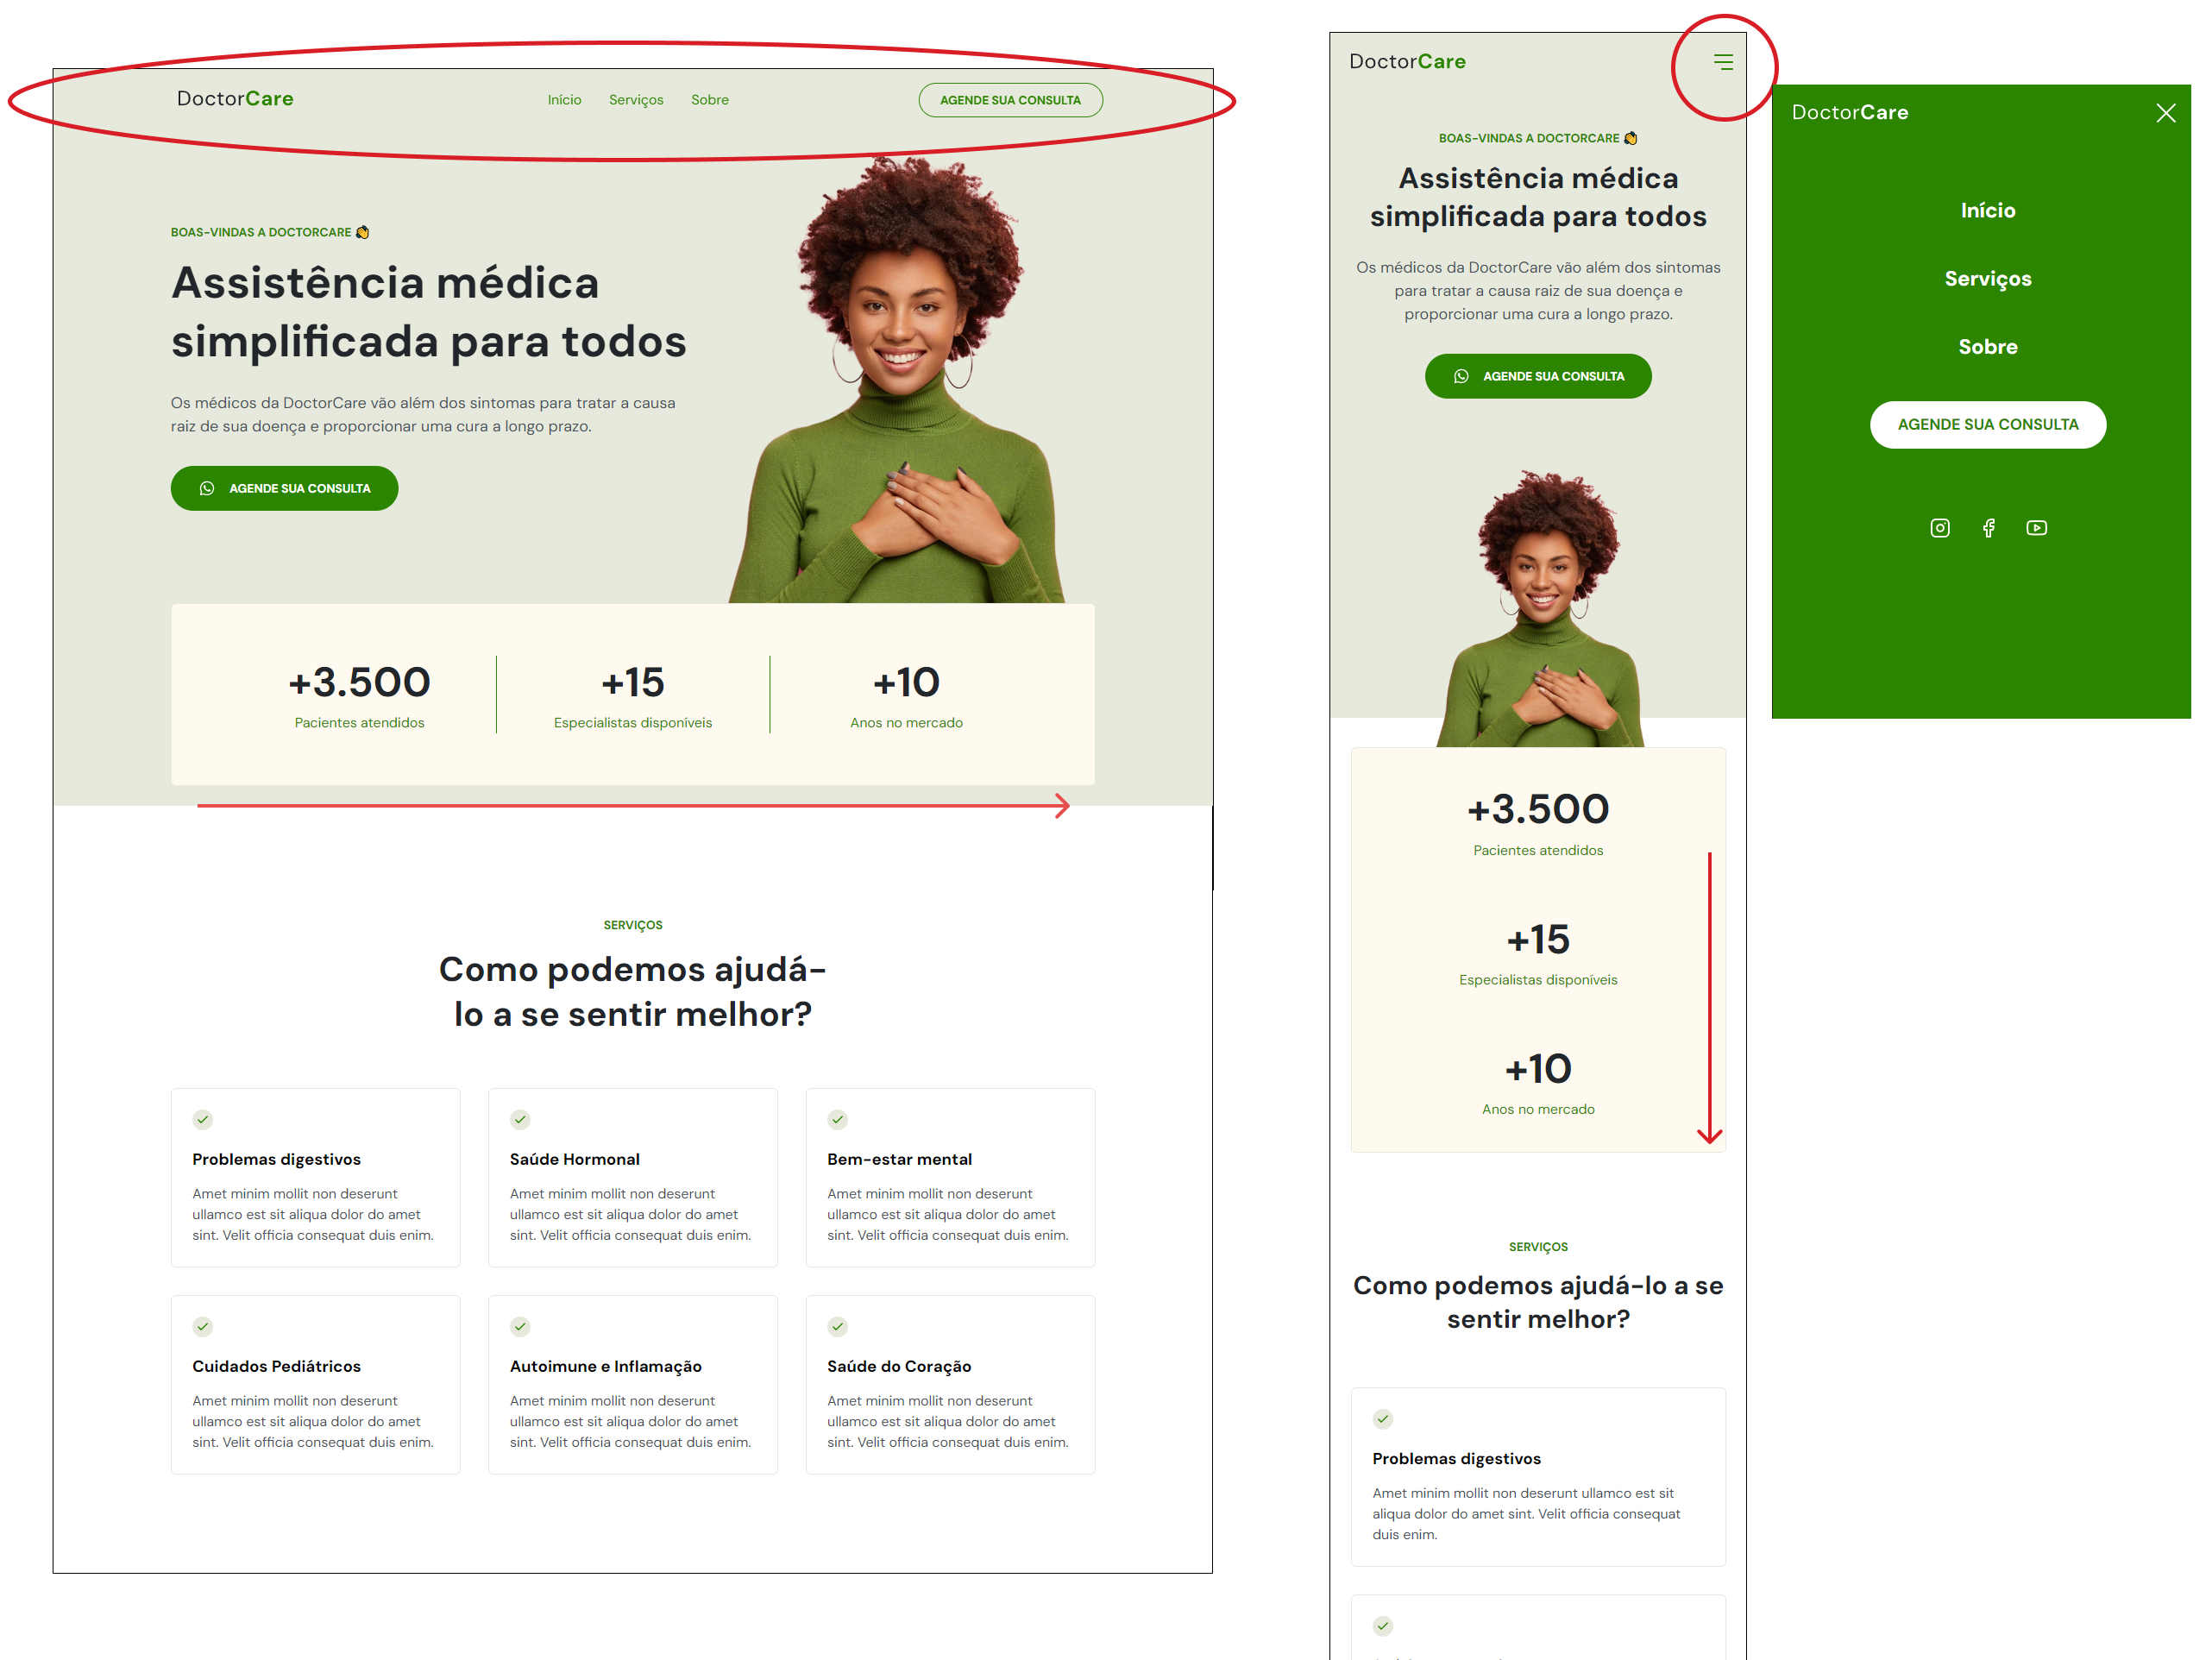 DoctorCare
Início Serviços Sobre
AGENDE SUA CONSULTA
BOAS-VINDAS A DOCTORCARE 👏
Assistência médica
simplificada para todos
Os médicos da DoctorCare vão além dos sintomas para tratar a causa
raiz de sua doença e proporcionar uma cura a longo prazo.
AGENDE SUA CONSULTA
+3.500
Pacientes atendidos
+15
Especialistas disponíveis
+10
Anos no mercado
SERVIÇOS
Como podemos ajudá-
lo a se sentir melhor?
Problemas digestivos
Amet minim mollit non deserunt
ullamco est sit aliqua dolor do amet
sint. Velit officia consequat duis enim.
Saúde Hormonal
Amet minim mollit non deserunt
ullamco est sit aliqua dolor do amet
sint. Velit officia consequat duis enim.
Bem-estar mental
Amet minim mollit non deserunt
ullamco est sit aliqua dolor do amet
sint. Velit officia consequat duis enim.
Cuidados Pediátricos
Amet minim mollit non deserunt
ullamco est sit aliqua dolor do amet
sint. Velit officia consequat duis enim.
Autoimune e Inflamação
Amet minim mollit non deserunt
ullamco est sit aliqua dolor do amet
sint. Velit officia consequat duis enim.
Saúde do Coração
Amet minim mollit non deserunt
ullamco est sit aliqua dolor do amet
sint. Velit officia consequat duis enim.
DoctorCare
BOAS-VINDAS A DOCTORCARE 👏
Assistência médica
simplificada para todos
Os médicos da DoctorCare vão além dos sintomas
para tratar a causa raiz de sua doença e
proporcionar uma cura a longo prazo.
AGENDE SUA CONSULTA
+3.500
Pacientes atendidos
+15
Especialistas disponíveis
+10
Anos no mercado
SERVIÇOS
Como podemos ajudá-lo a se
sentir melhor?
Problemas digestivos
Amet minim mollit non deserunt ullamco est sit
aliqua dolor do amet sint. Velit officia consequat
duis enim.
DoctorCare
Início
Serviços
Sobre
AGENDE SUA CONSULTA